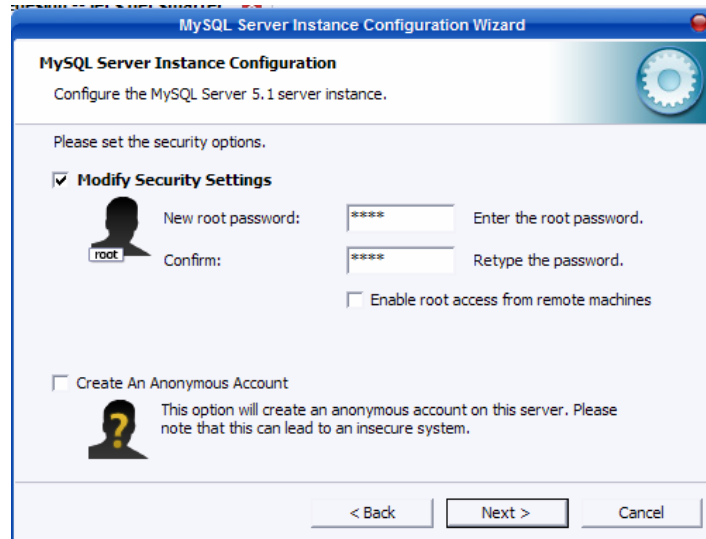 MySQL Server Instance Configuration Wizard
MySQL Server Instance Configuration
Configure the MySQL Server 5.1 server instance.
Please set the security options.
Modify Security Settings
root
New root password: **** Enter the root password.
Confirm: **** Retype the password.
Enable root access from remote machines
Create An Anonymous Account
?
This option will create an anonymous account on this server. Please
note that this can lead to an insecure system.
< Back Next > Cancel